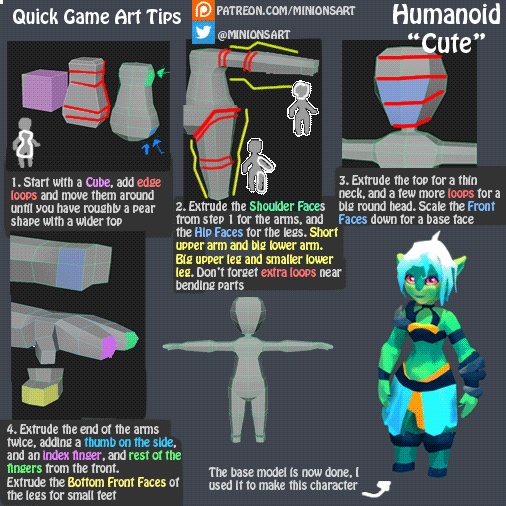 Quick Game Art Tips
PATREON.COM/MINIONSART
@MINIONSART
Humanoid
"Cute"
1. Start with a Cube, add edge
loops and move them around
until you have roughly a pear
shape with a wider top
2. Extrude the Shoulder Faces
from step 1 for the arms, and
the Hip Faces for the legs. Short
upper arm and big lower arm.
Big upper leg and smaller lower
leg. Don't forget extra loops near
bending parts
3. Extrude the top for a thin
neck, and a few more loops for a
big round head. Scale the Front
Faces down for a base face
4. Extrude the end of the arms
twice, adding a thumb on the side,
and an index finger, and rest of the
fingers from the front.
Extrude the Bottom Front Faces of
the legs for small feet
The base model is now done, I
used it to make this character